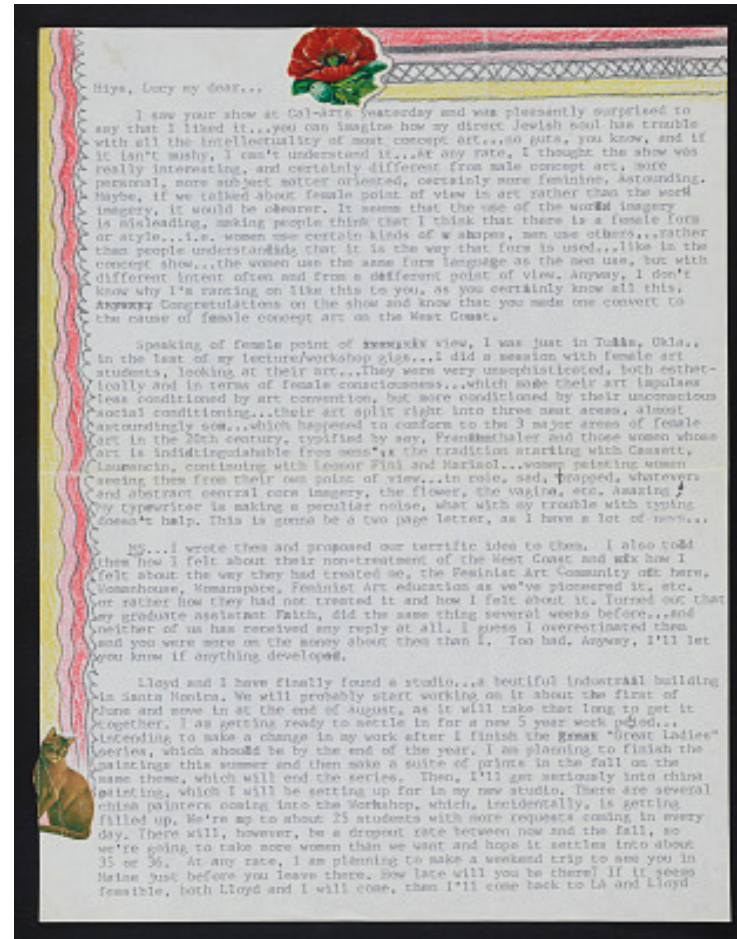 Hiya, Lucy my dear...
I saw your show at Cal-Arts yesterday and was pleasantly surprised to
say that I liked it...you can imagine how my direct Jewish soul has trouble
with all the intellectuality of most concept art...no guts, you know, and if
it isn't mushy, I can't understand it...At any rate, I thought the show was
really interesting, and certainly different from male concept art, more
personal, more subject matter oriented, certainly more feminine. Astounding.
Maybe, if we talked about female point of view in art rather than the word
imagery, it would be clearer. It seems that the use of the word imagery
is misleading, making people think that I think that there is a female form
or style...i.e. women use certain kinds of shapes, men use others...rather
than people understanding that it is the way that form is used...like in the
concept show...the women use the same form language as the men use, but with
different intent often and from a different point of view. Anyway, I don't
know why I'm ranting on like this to you, as you certainly know all this.
Congratulations on the show and know that you made one convert to
the cause of female concept art on the West Coast.
Speaking of female point of view, I was just in Tulsa, Okla.,
in the last of my lecture/workshop gigs...I did a session with female art
students, looking at their art...They were very unsophisticated, both esthet-
ically and in terms of female consciousness...which made their art impulses
less conditioned by art convention, but more conditioned by their unconscious
social conditioning...their art split right into three neat areas, almost
astoundingly so...which happened to conform to the 3 major areas of female
art in the 20th century, typified by say, Frankenthaler and those women whose
art is indistinguishable from mens', the tradition starting with Cassatt,
Laurencin, continuing with Leonor Fini and Marisol...women painting women
seeing them from their own point of view...in rose, sad, trapped, whatever
and abstract central core imagery, the flower, the vagina, etc. Amazing!
My typewriter is making a peculiar noise, what with my trouble with typing
doesn't help. This is gonna be a two page letter, as I have a lot of news...
MS...I wrote them and proposed our terrific idea to them. I also told
them how I felt about their non-treatment of the West Coast and how I
felt about the way they had treated me, the Feminist Art Community out here,
Womanhouse, Womanspace, Feminist Art education as we've pioneered it, etc.
or rather how they had not treated it and how I felt about it. Turned out that
my graduate assistant Faith, did the same thing several weeks before...and
neither of us has received any reply at all. I guess I overestimated them
and you were more on the money about them than I. Too bad. Anyway, I'll let
you know if anything develops.
Lloyd and I have finally found a studio...a beutiful industrial building
in Santa Monica. We will probably start working on it about the first of
June and move in at the end of August, as it will take that long to get it
together. I am getting ready to settle in for a new 5 year work period...
intending to make a change in my work after I finish the "Great Ladies"
series, which should be by the end of the year. I am planning to finish the
paintings this summer and then make a suite of prints in the fall on the
same theme, which will end the series. Then, I'll get seriously into china
painting, which I will be setting up for in my new studio. There are several
china painters coming into the Workshop, which, incidentally, is getting
filled up. We're up to about 25 students with more requests coming in every
day. There will, however, be a dropout rate between now and the fall, so
we're going to take more women than we want and hope it settles into about
35 or 36. At any rate, I am planning to make a weekend trip to see you in
Maine just before you leave there. How late will you be there? If it seems
feasible, both Lloyd and I will come, then I'll come back to LA and Lloyd